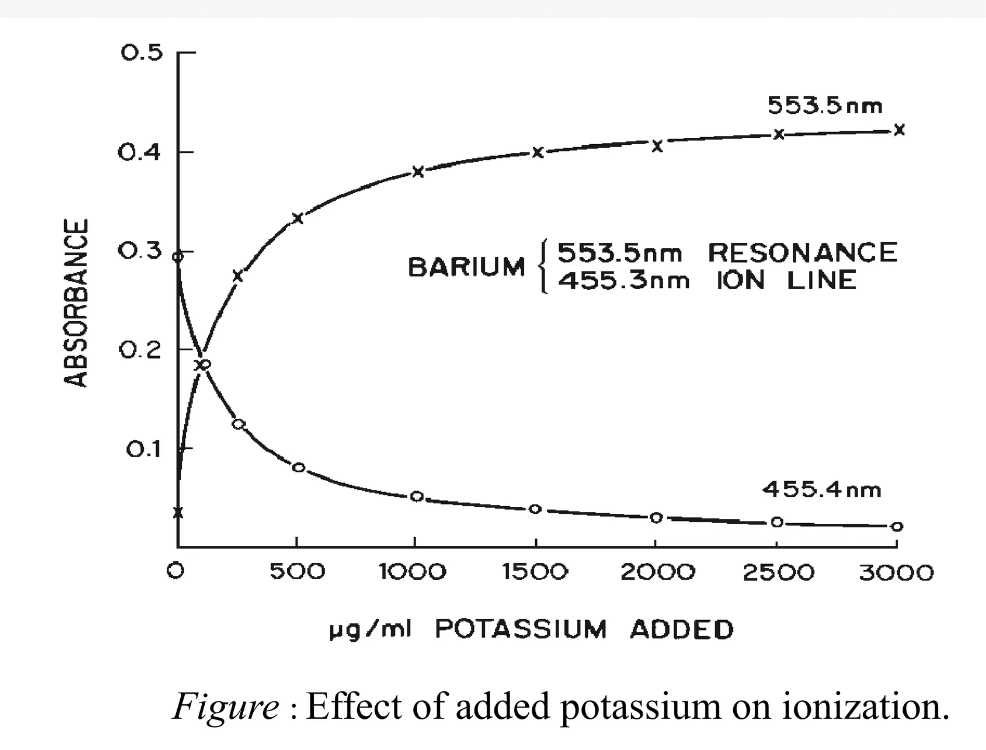 0.5
553.5nm
0.4
0.3
BARIUM { 553.5nm RESONANCE
455.3nm ION LINE
ABSORBANCE
0.2
0.1
455.4nm
0 500 1000 1500 2000 2500 3000
µg/ml POTASSIUM ADDED
Figure : Effect of added potassium on ionization.